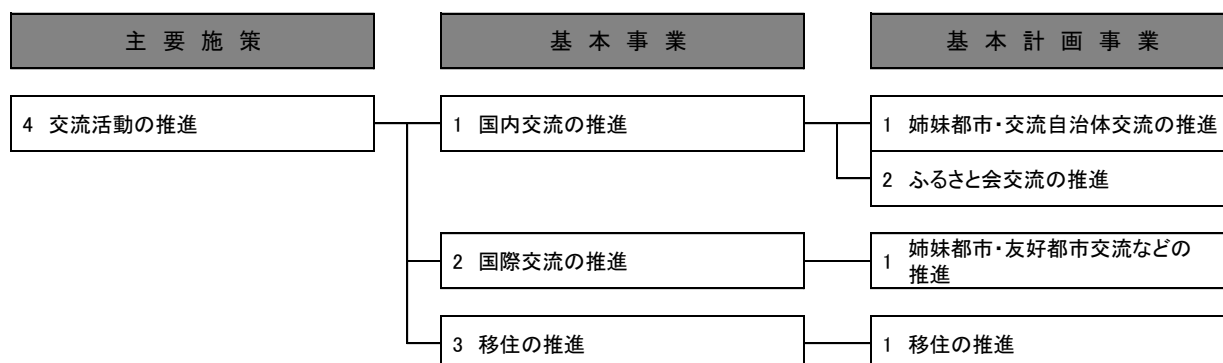 主要施策
基本事業
基本計画事業
4 交流活動の推進
1 国内交流の推進
1 姉妹都市・交流自治体交流の推進
2 ふるさと会交流の推進
2 国際交流の推進
1 姉妹都市・友好都市交流などの
推進
3 移住の推進
1 移住の推進